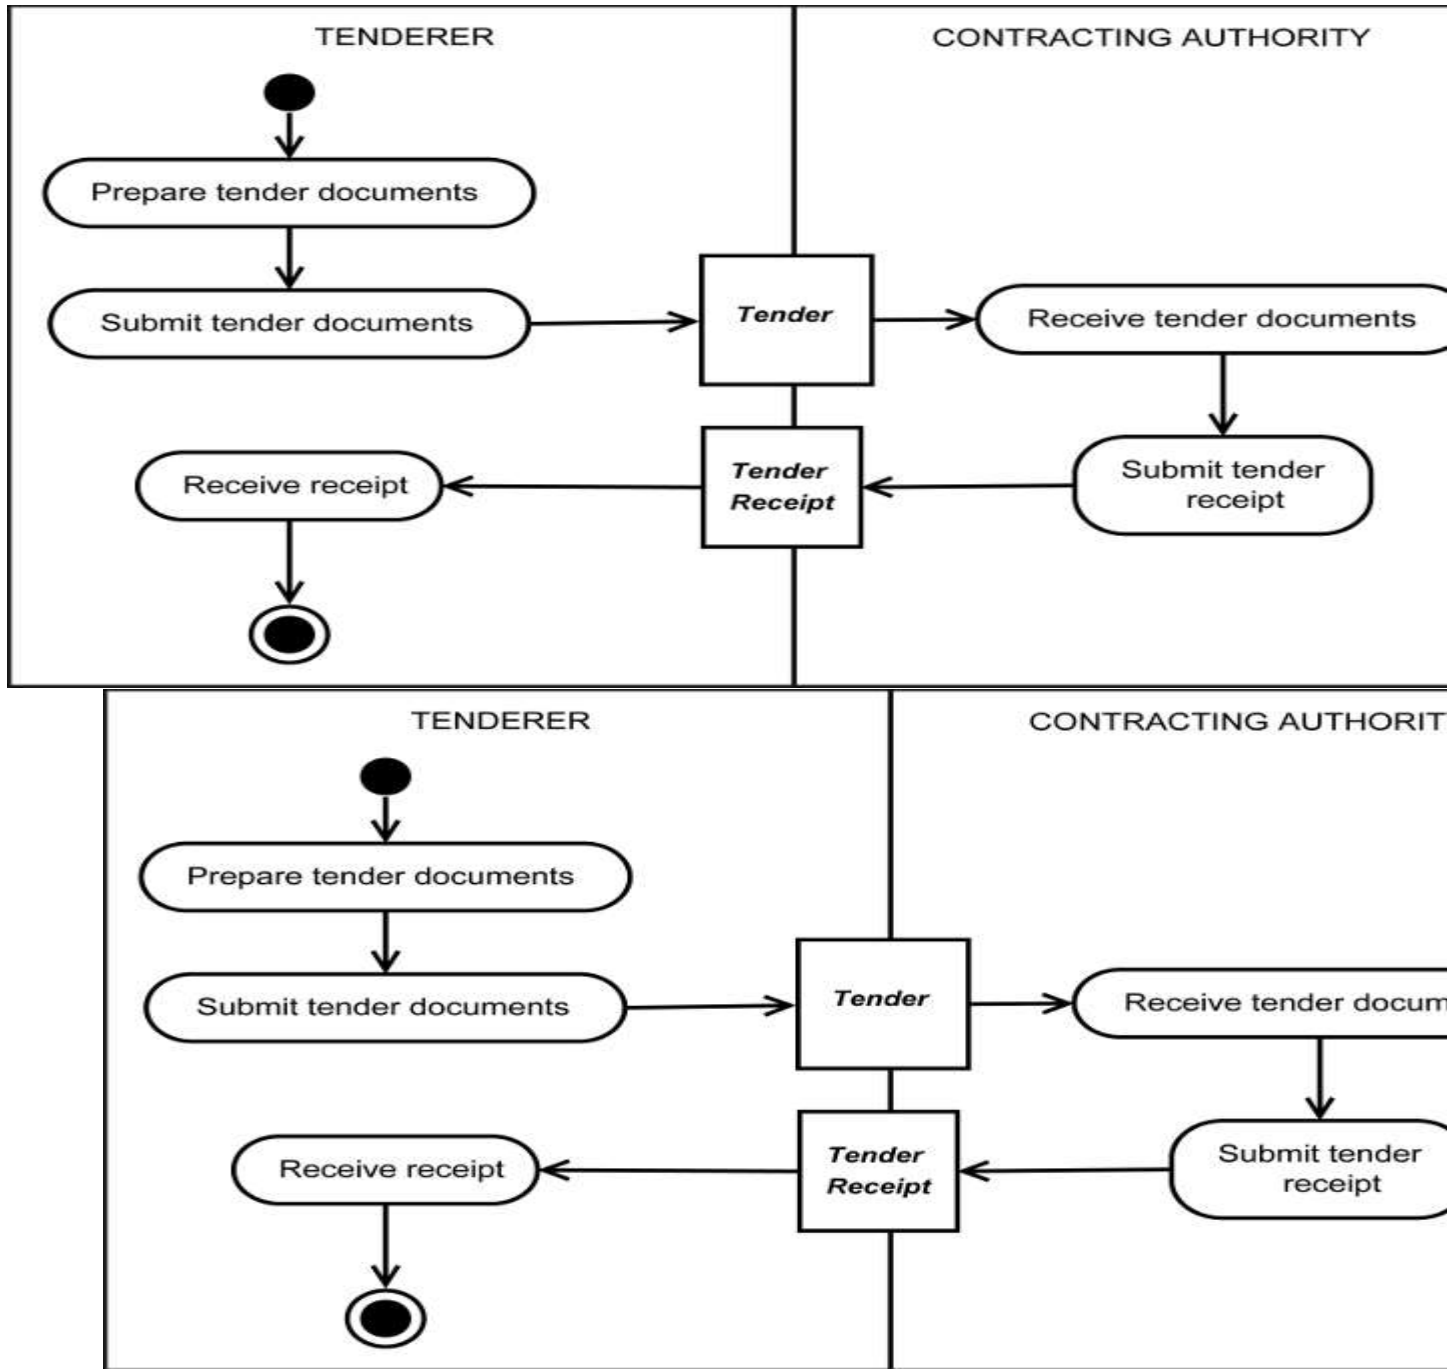 TENDERER
CONTRACTING AUTHORITY
Prepare tender documents
Submit tender documents
Tender
Receive tender documents
Receive receipt
Tender
Receipt
Submit tender
receipt
TENDERER
CONTRACTING AUTHORIT
Prepare tender documents
Submit tender documents
Tender
Receive tender docum
Receive receipt
Tender
Receipt
Submit tender
receipt